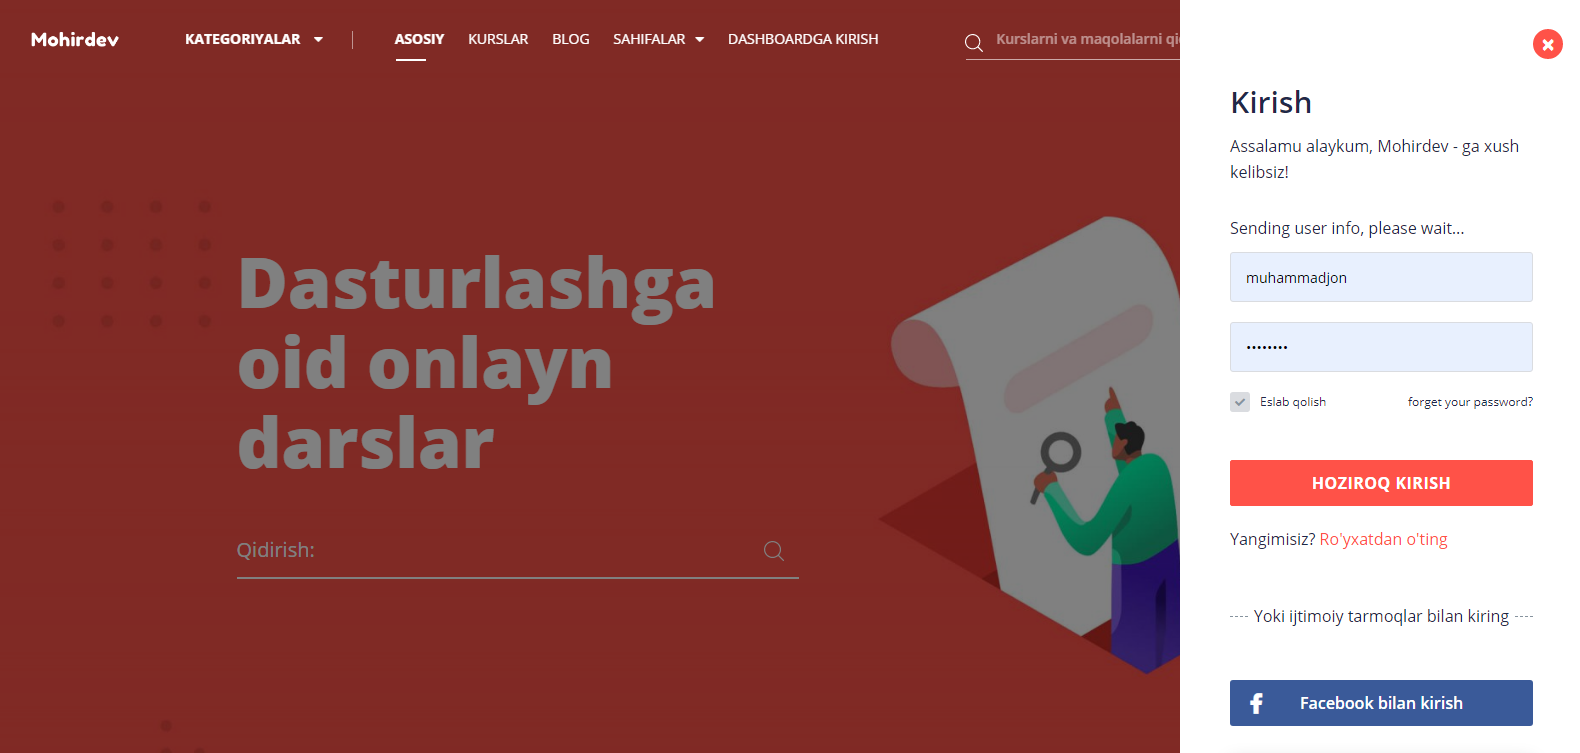 Mohirdev
KATEGORIYALAR
ASOSIY
KURSLAR
BLOG
SAHIFALAR
DASHBOARDGA KIRISH
Kurslarni va maqolalarni
Dasturlashga
oid onlayn
darslar
Qidirish:
Kirish
Assalamu alaykum, Mohirdev - ga xush
kelibsiz!
Sending user info, please wait...
muhammadjon
••••••••
Eslab qolish
forget your password?
HOZIROQ KIRISH
Yangimisiz? Ro'yxatdan o'ting
---- Yoki ijtimoiy tarmoqlar bilan kiring ----
Facebook bilan kirish